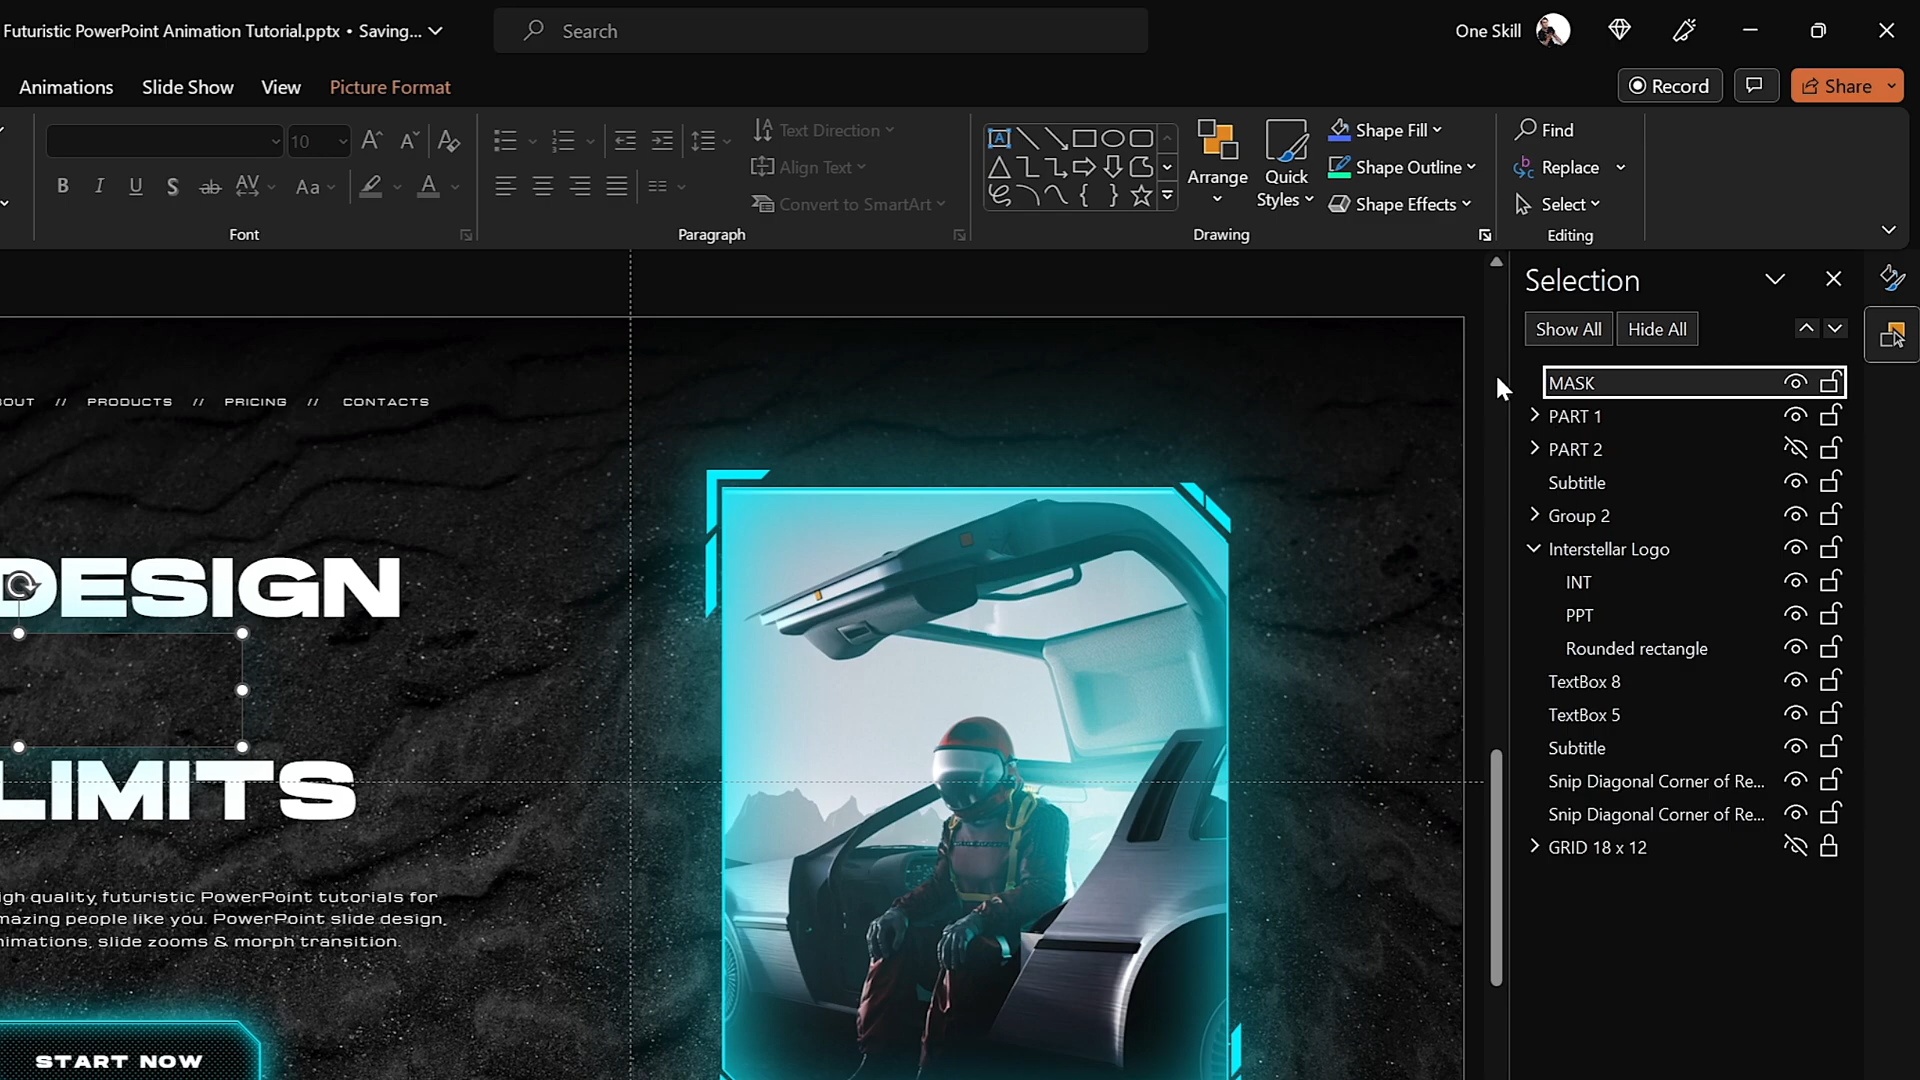 Futuristic PowerPoint Animation Tutorial.pptx • Saving...
Search
One Skill
Animations
Slide Show
View
Picture Format
Record
Share
10
Text Direction
Align Text
Convert to SmartArt
B I U S ab AV Aa A
Font
Paragraph
Arrange
Quick Styles
Shape Fill
Shape Outline
Shape Effects
Drawing
Find
Replace
Select
Editing
OUT // PRODUCTS // PRICING // CONTACTS
DESIGN
LIMITS
igh quality, futuristic PowerPoint tutorials for
mazing people like you. PowerPoint slide design,
nimations, slide zooms & morph transition.
START NOW
Selection
Show All
Hide All
MASK
PART 1
PART 2
Subtitle
Group 2
Interstellar Logo
INT
PPT
Rounded rectangle
TextBox 8
TextBox 5
Subtitle
Snip Diagonal Corner of Re...
Snip Diagonal Corner of Re...
GRID 18 x 12